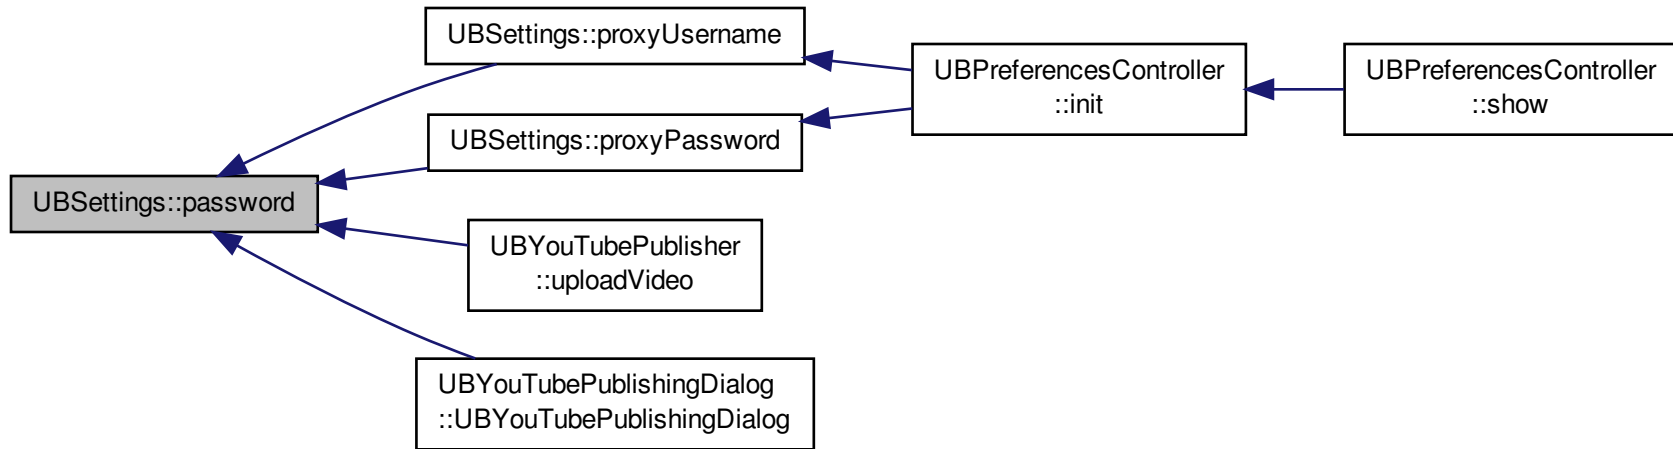 UBSettings::proxyUsername
UBPreferencesController
::init
UBPreferencesController
::show
UBSettings::proxyPassword
UBSettings::password
UBYouTubePublisher
::uploadVideo
UBYouTubePublishingDialog
::UBYouTubePublishingDialog